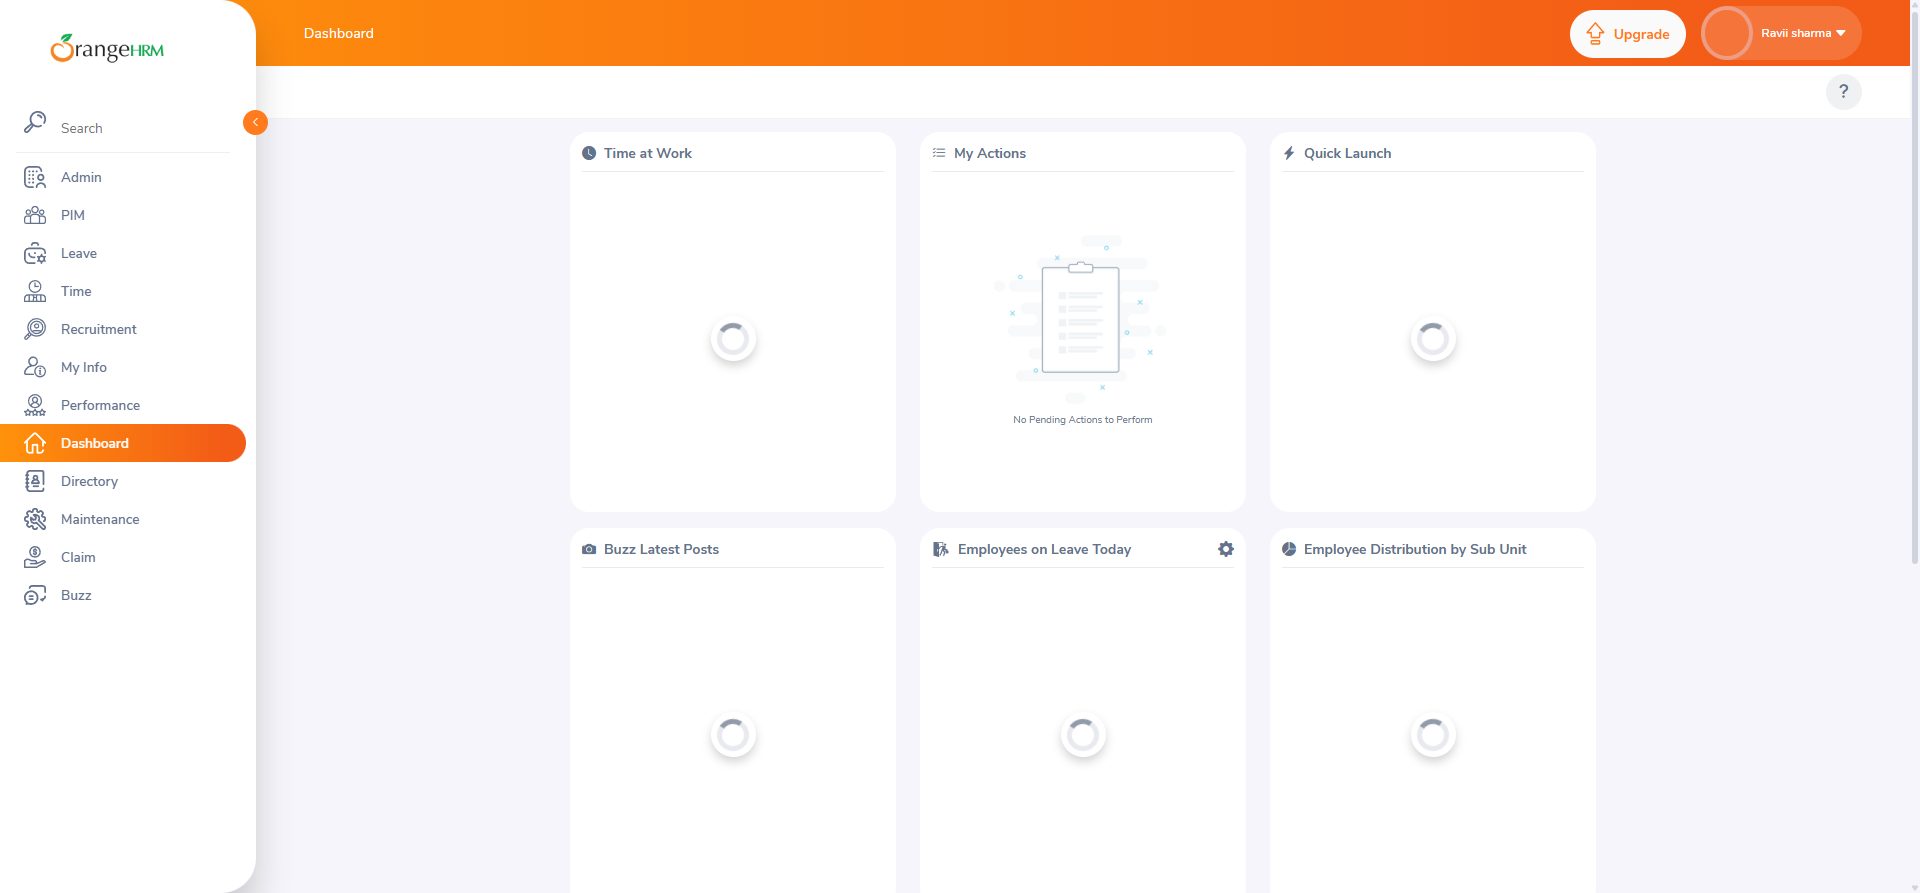 OrangeHRM
Dashboard
Upgrade
Ravii sharma
?
Search
Admin
PIM
Leave
Time
Recruitment
My Info
Performance
Dashboard
Directory
Maintenance
Claim
Buzz
Time at Work
My Actions
Quick Launch
No Pending Actions to Perform
Buzz Latest Posts
Employees on Leave Today
Employee Distribution by Sub Unit